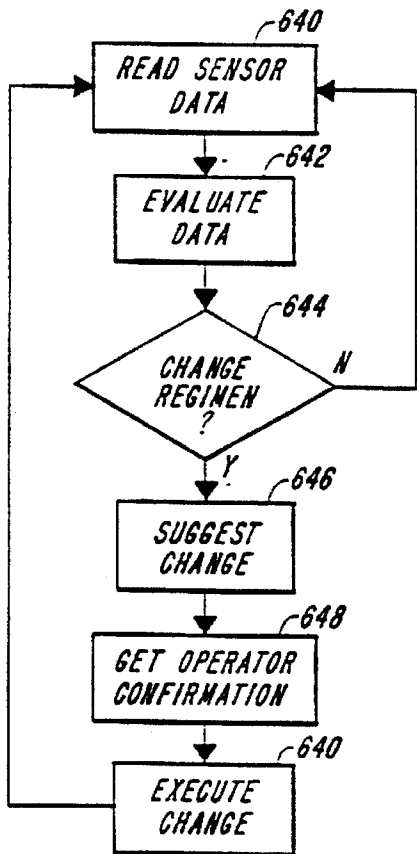 640
READ SENSOR
DATA
642
EVALUATE
DATA
644
CHANGE
REGIMEN
?
N
Y
646
SUGGEST
CHANGE
648
GET OPERATOR
CONFIRMATION
640
EXECUTE
CHANGE